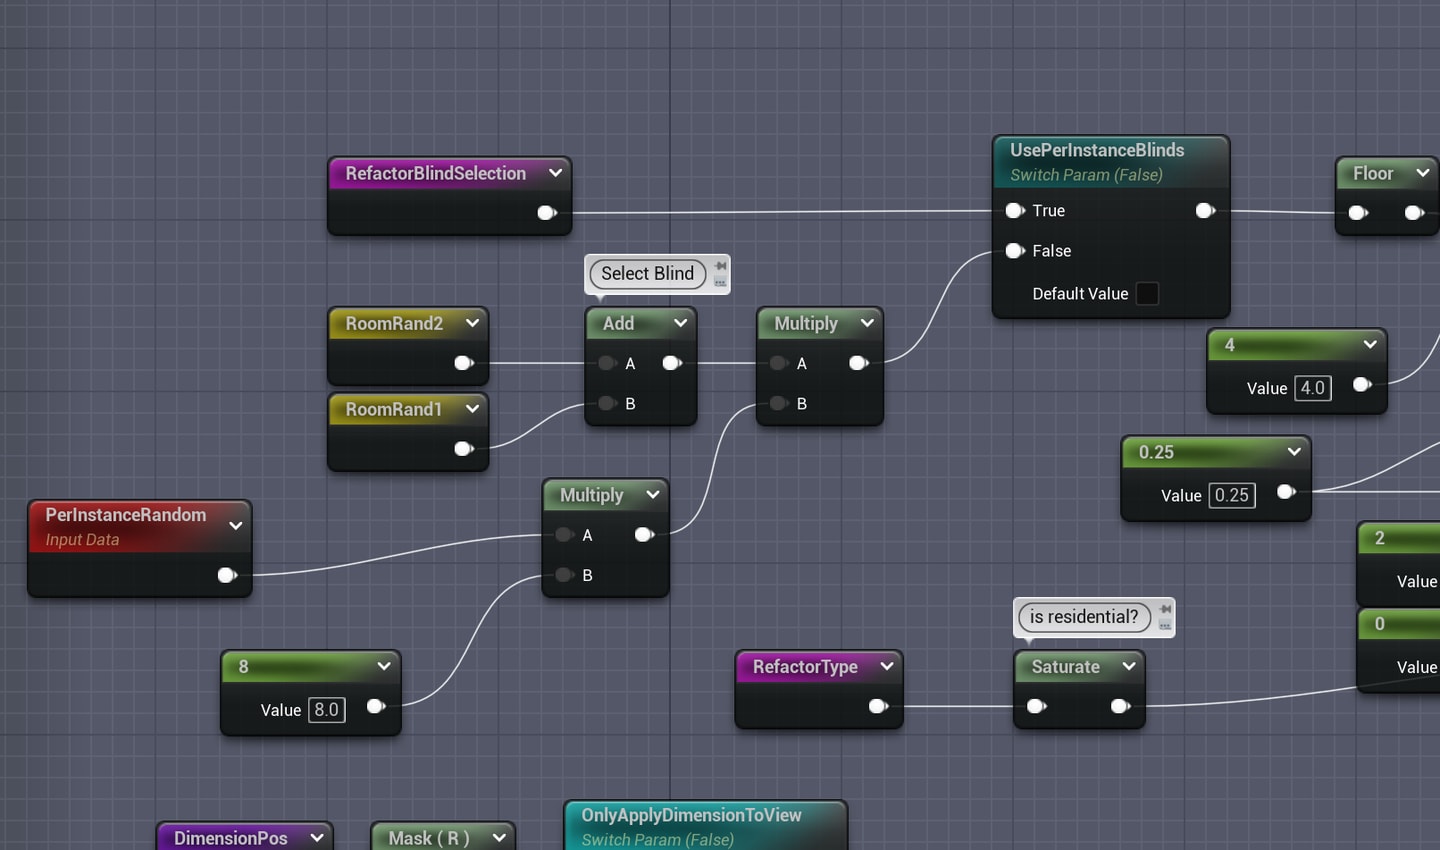 RefactorBlindSelection
UsePerInstanceBlinds
Switch Param (False)
True
False
Default Value
Floor
Select Blind
RoomRand2
Add
A
B
Multiply
A
B
RoomRand1
4
Value 4.0
0.25
Value 0.25
PerInstanceRandom
Input Data
Multiply
A
B
2
Value
is residential?
0
Value
8
Value 8.0
RefactorType
Saturate
DimensionPos
Mask ( R )
OnlyApplyDimensionToView
Switch Param (False)